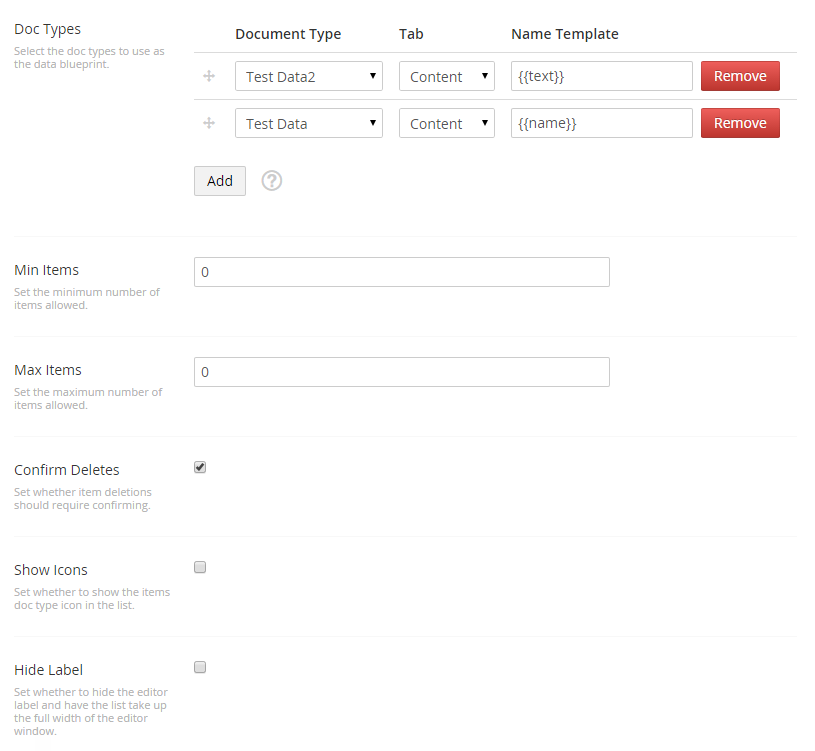 Doc Types
Select the doc types to use as
the data blueprint.
Document Type Tab Name Template
Test Data2 Content {{text}} Remove
Test Data Content {{name}} Remove
Add ?
Min Items
Set the minimum number of
items allowed.
0
Max Items
Set the maximum number of
items allowed.
0
Confirm Deletes
Set whether item deletions
should require confirming.
Show Icons
Set whether to show the items
doc type icon in the list.
Hide Label
Set whether to hide the editor
label and have the list take up
the full width of the editor
window.